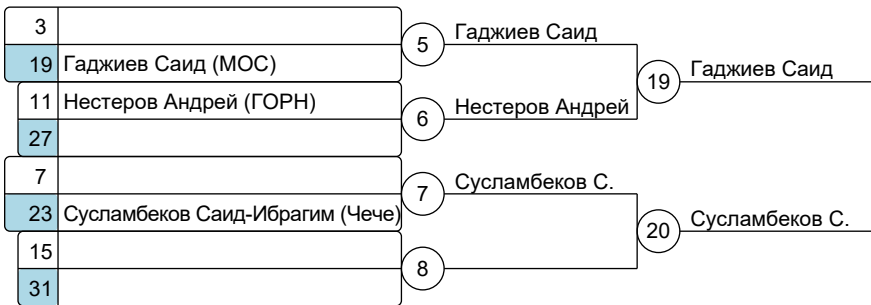 3
19 Гаджиев Саид (МОС)
5 Гаджиев Саид
19 Гаджиев Саид
11 Нестеров Андрей (ГОРН)
27
6 Нестеров Андрей
7
23 Сусламбеков Саид-Ибрагим (Чече)
7 Сусламбеков С.
20 Сусламбеков С.
15
31
8